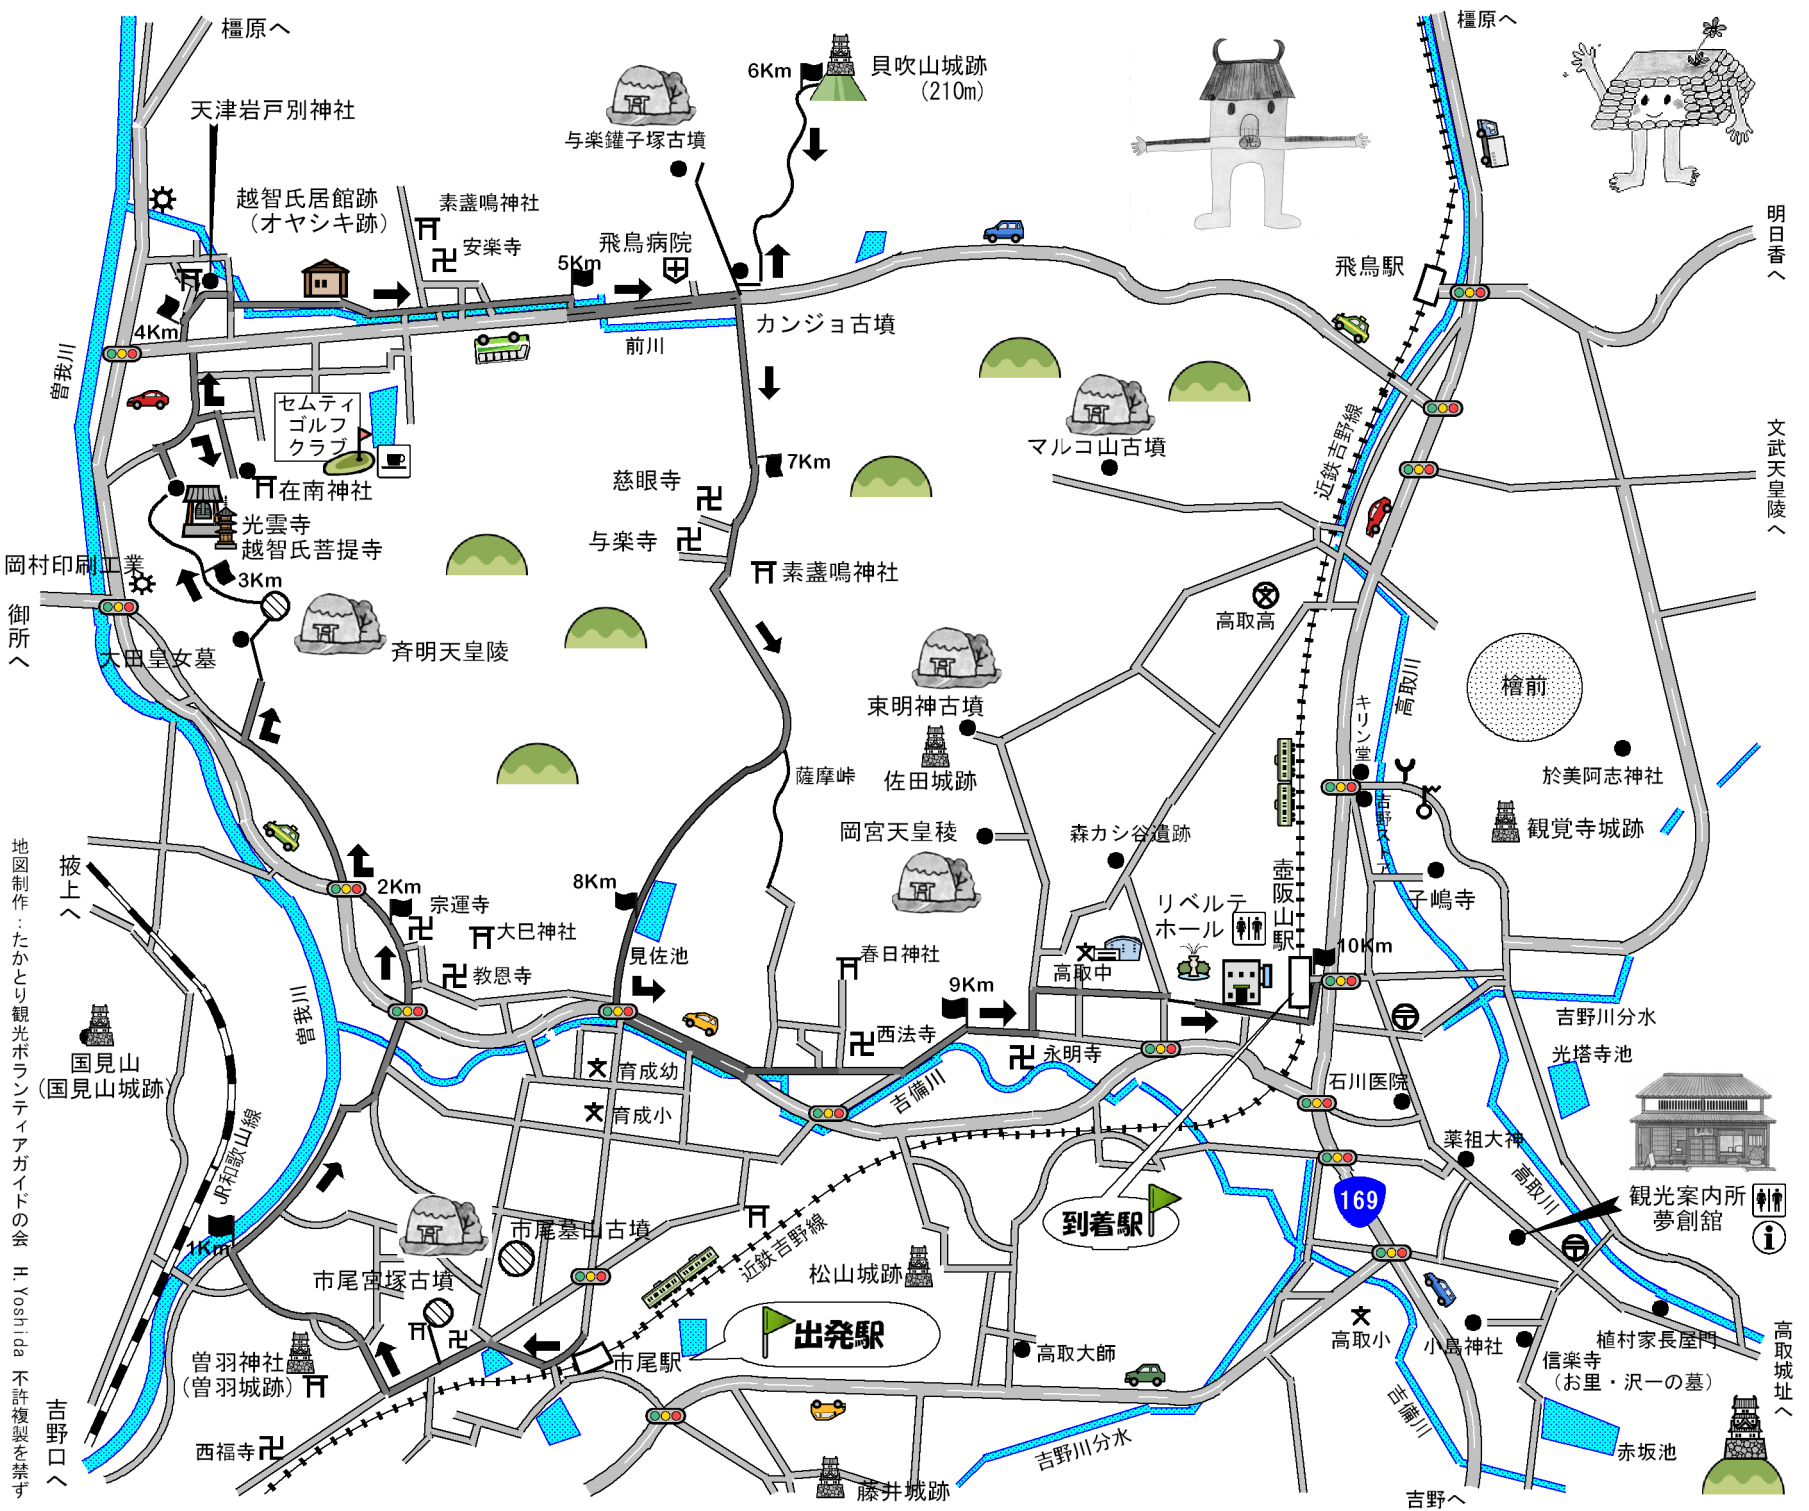 橿原へ
橿原へ
6Km
貝吹山城跡
(210m)
天津岩戸別神社
与楽鑵子塚古墳
光
越智氏居館跡
(オヤシキ跡)
素盞鳴神社
安楽寺
飛鳥病院
5Km
飛鳥駅
明日香へ
4Km
カンジョ古墳
前川
曽我川
セムティ
ゴルフ
クラブ
マルコ山古墳
近鉄吉野線
文武天皇陵へ
7Km
慈眼寺
在南神社
光雲寺
越智氏菩提寺
与楽寺
岡村印刷工業
3Km
素盞鳴神社
御所へ
高取高
斉明天皇陵
大田皇女墓
高取川
檜前
東明神古墳
キリン堂
佐田城跡
薩摩峠
於美阿志神社
吉野ストア
岡宮天皇稜
森カシ谷遺跡
観覚寺城跡
掖上へ
2Km
8Km
壺阪山駅
子嶋寺
宗運寺
リベルテ
ホール
大巳神社
見佐池
春日神社
10Km
教恩寺
高取中
9Km
曽我川
吉野川分水
西法寺
永明寺
国見山
(国見山城跡)
育成幼
吉備川
石川医院
光塔寺池
育成小
薬祖大神
JR和歌山線
高取川
169
観光案内所
夢創舘
到着駅
1Km
市尾墓山古墳
近鉄吉野線
市尾宮塚古墳
松山城跡
出発駅
高取小
小島神社
植村家長屋門
高取城址へ
曽羽神社
(曽羽城跡)
市尾駅
高取大師
信楽寺
(お里・沢一の墓)
吉野口へ
西福寺
吉野川分水
吉備川
赤坂池
藤井城跡
吉野へ
地図制作：たかとり観光ボランティアガイドの会 H.Yoshida 不許複製を禁ず